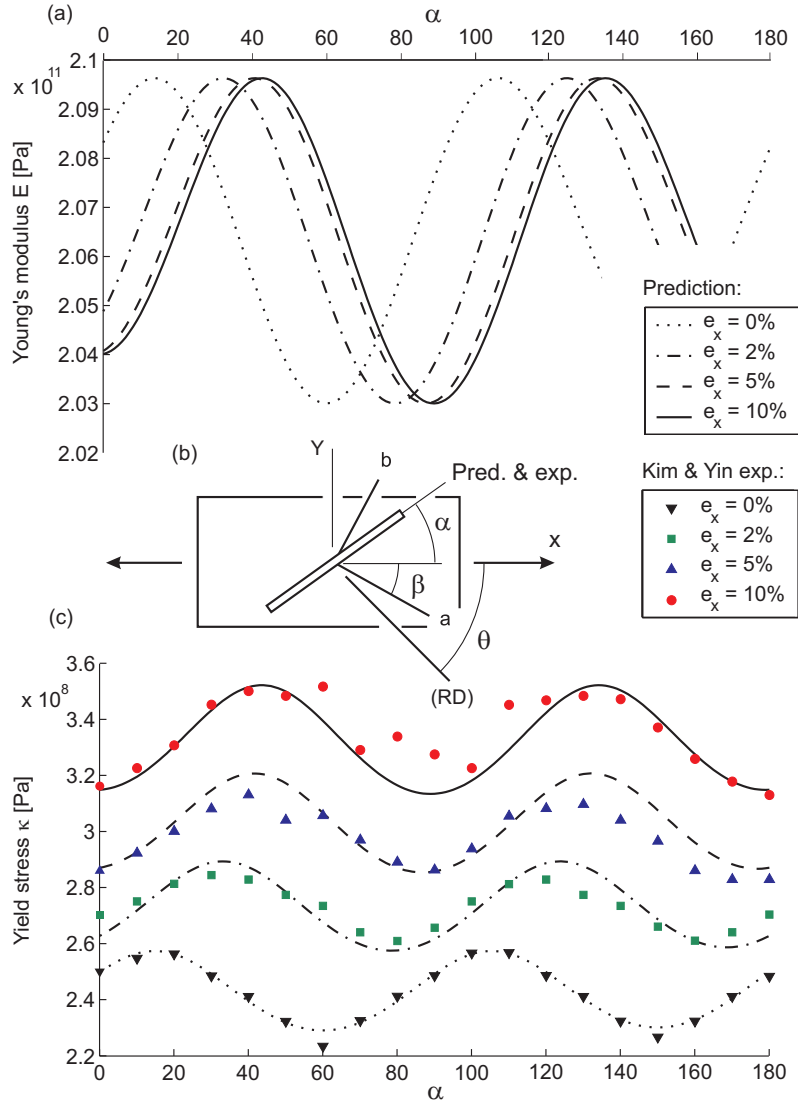 (a)
α
0 20 40 60 80 100 120 140 160 180
x 10¹¹
2.1
2.09
2.08
2.07
2.06
2.05
2.04
2.03
2.02
Young's modulus E [Pa]
Prediction:
e_x = 0%
e_x = 2%
e_x = 5%
e_x = 10%
(b)
Y
b
Pred. & exp.
α
x
β
a
θ
(RD)
Kim & Yin exp.:
e_x = 0%
e_x = 2%
e_x = 5%
e_x = 10%
(c)
x 10⁸
3.6
3.4
3.2
3
2.8
2.6
2.4
2.2
Yield stress κ [Pa]
0 20 40 60 80 100 120 140 160 180
α